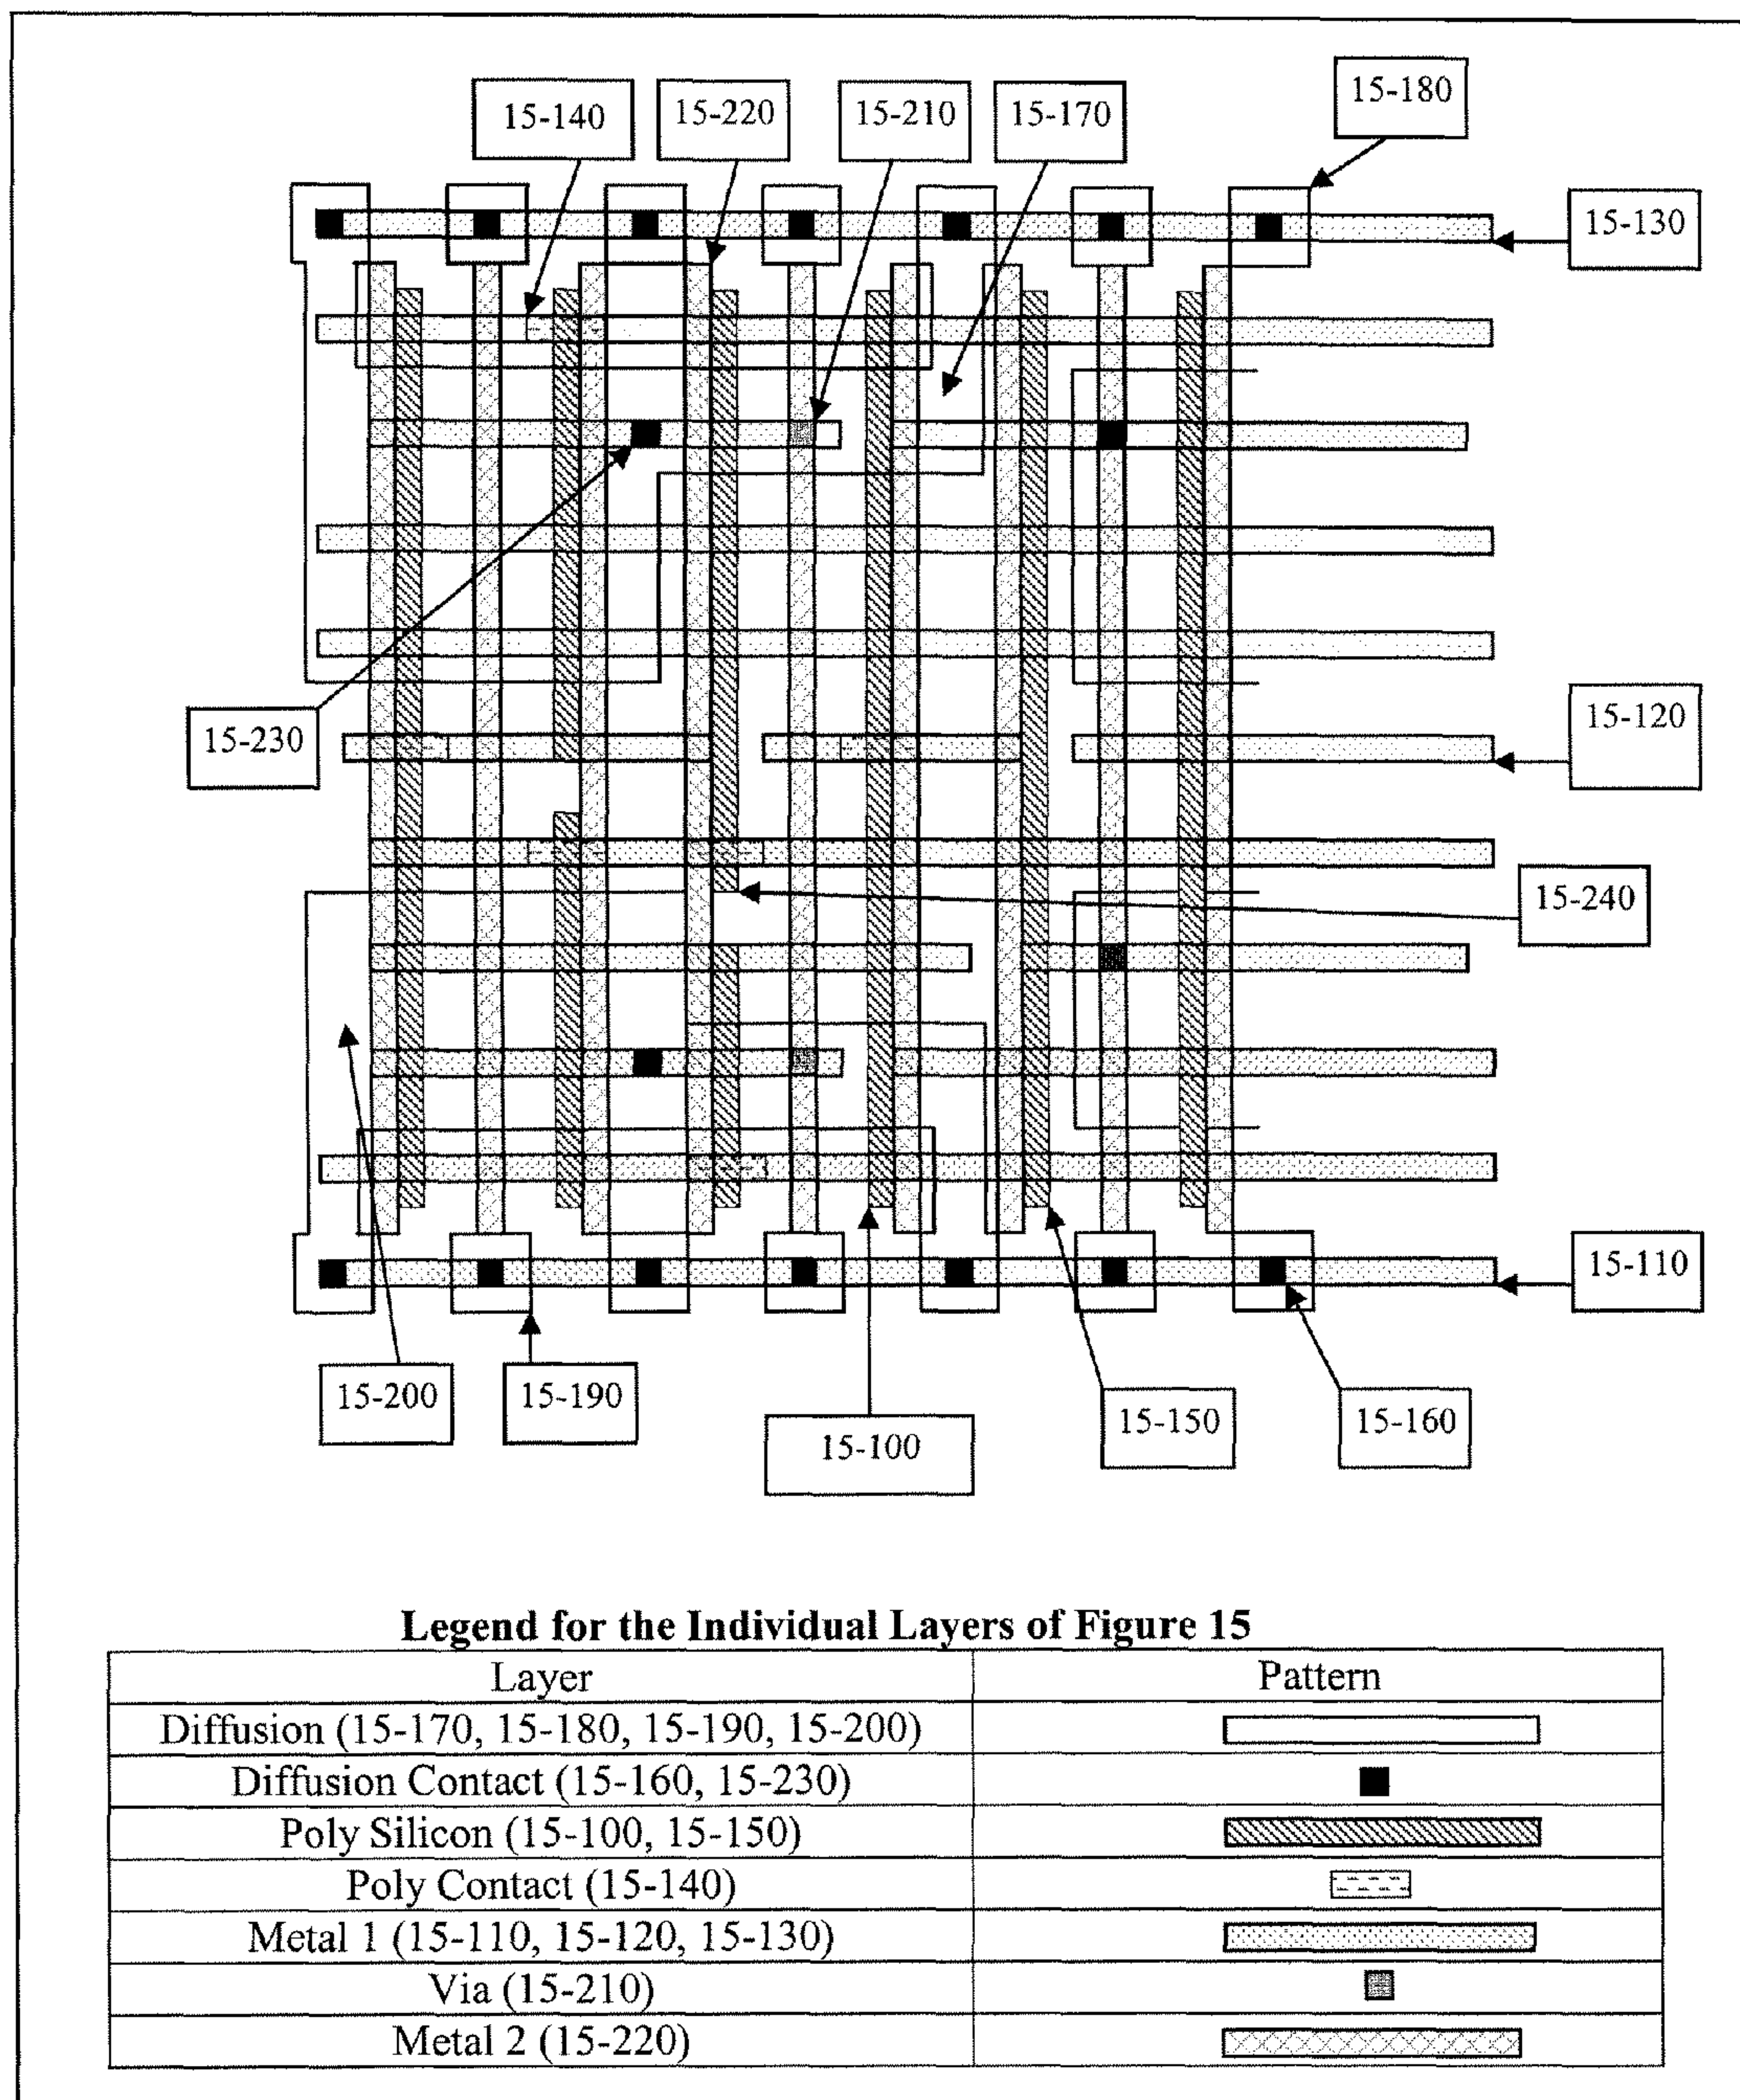 15-140
15-220
15-210
15-170
15-180
15-130
15-230
15-120
15-240
15-110
15-200
15-190
15-100
15-150
15-160
Legend for the Individual Layers of Figure 15
Layer Pattern
Diffusion (15-170, 15-180, 15-190, 15-200)
Diffusion Contact (15-160, 15-230)
Poly Silicon (15-100, 15-150)
Poly Contact (15-140)
Metal 1 (15-110, 15-120, 15-130)
Via (15-210)
Metal 2 (15-220)